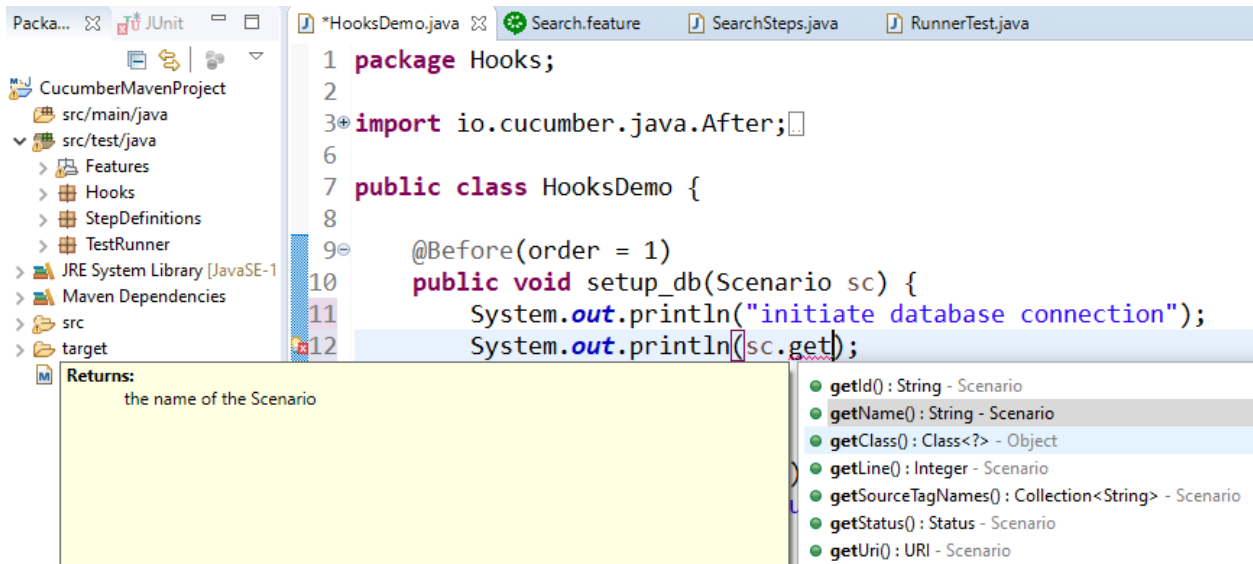 Packa... JUnit
*HooksDemo.java Search.feature SearchSteps.java RunnerTest.java
CucumberMavenProject
src/main/java
src/test/java
Features
Hooks
StepDefinitions
TestRunner
JRE System Library [JavaSE-1
Maven Dependencies
src
target
1 package Hooks;
2
3 import io.cucumber.java.After;
6
7 public class HooksDemo {
8
9 @Before(order = 1)
10 public void setup_db(Scenario sc) {
11 System.out.println("initiate database connection");
12 System.out.println(sc.get);
Returns:
the name of the Scenario
getId() : String - Scenario
getName() : String - Scenario
getClass() : Class<?> - Object
getLine() : Integer - Scenario
getSourceTagNames() : Collection<String> - Scenario
getStatus() : Status - Scenario
getUri() : URI - Scenario